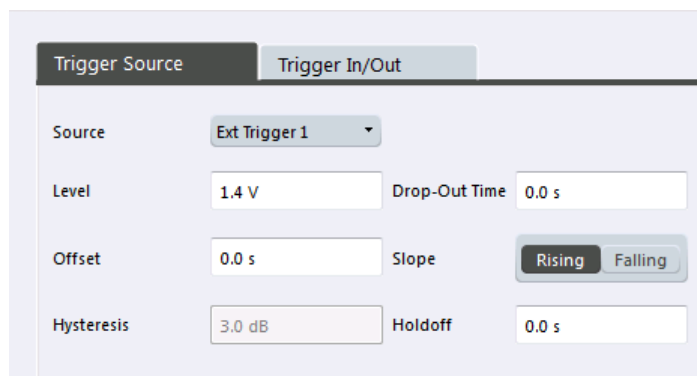 Trigger Source Trigger In/Out
Source Ext Trigger 1
Level 1.4 V Drop-Out Time 0.0 s
Offset 0.0 s Slope Rising Falling
Hysteresis 3.0 dB Holdoff 0.0 s